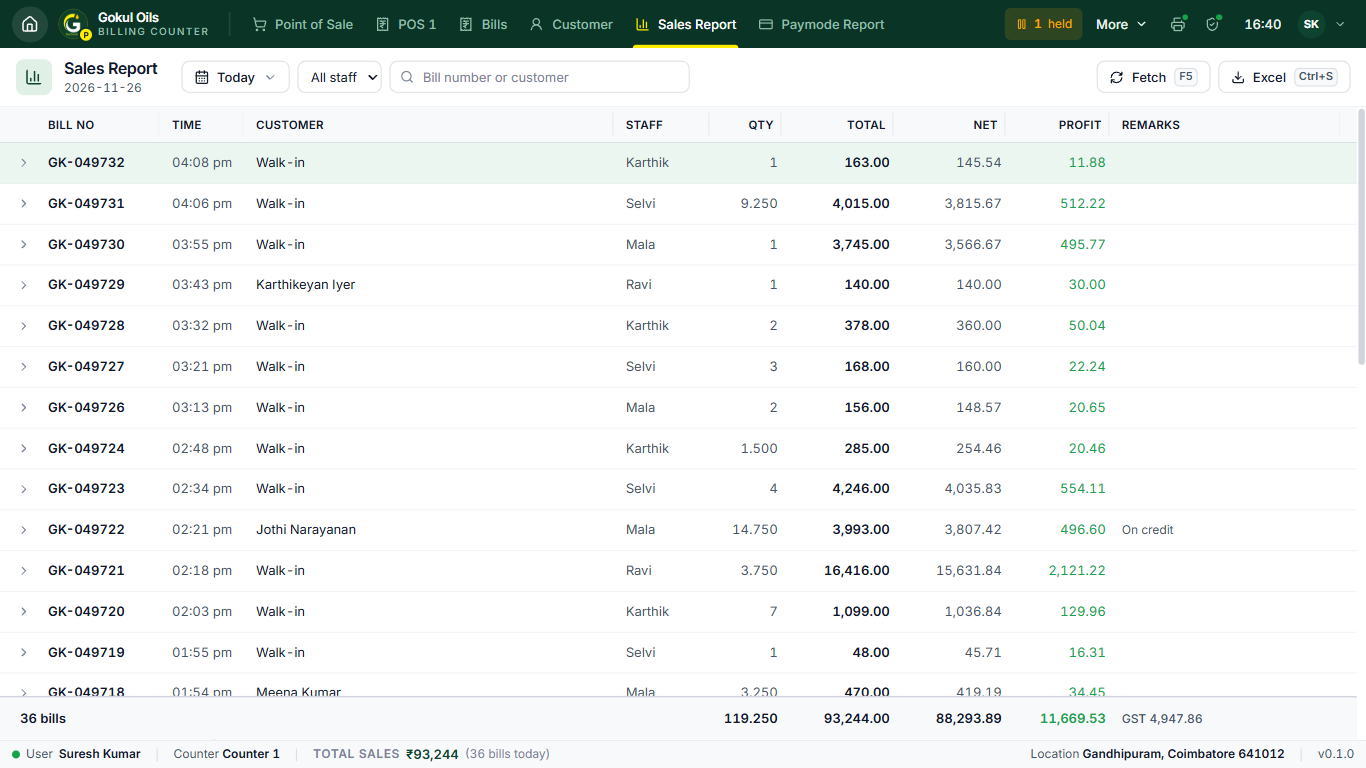 Gokul Oils
BILLING COUNTER
Point of Sale
POS 1
Bills
Customer
Sales Report
Paymode Report
1 held
More
16:40
SK
G
P
Sales Report
2026-11-26
Today
All staff
Bill number or customer
Fetch F5
Excel Ctrl+S
BILL NO TIME CUSTOMER STAFF QTY TOTAL NET PROFIT REMARKS
GK-049732 04:08 pm Walk-in Karthik 1 163.00 145.54 11.88
GK-049731 04:06 pm Walk-in Selvi 9.250 4,015.00 3,815.67 512.22
GK-049730 03:55 pm Walk-in Mala 1 3,745.00 3,566.67 495.77
GK-049729 03:43 pm Karthikeyan Iyer Ravi 1 140.00 140.00 30.00
GK-049728 03:32 pm Walk-in Karthik 2 378.00 360.00 50.04
GK-049727 03:21 pm Walk-in Selvi 3 168.00 160.00 22.24
GK-049726 03:13 pm Walk-in Mala 2 156.00 148.57 20.65
GK-049724 02:48 pm Walk-in Karthik 1.500 285.00 254.46 20.46
GK-049723 02:34 pm Walk-in Selvi 4 4,246.00 4,035.83 554.11
GK-049722 02:21 pm Jothi Narayanan Mala 14.750 3,993.00 3,807.42 496.60 On credit
GK-049721 02:18 pm Walk-in Ravi 3.750 16,416.00 15,631.84 2,121.22
GK-049720 02:03 pm Walk-in Karthik 7 1,099.00 1,036.84 129.96
GK-049719 01:55 pm Walk-in Selvi 1 48.00 45.71 16.31
GK-049718 01:54 pm Meena Kumar Mala 3.250 470.00 419.19 34.45
36 bills 119.250 93,244.00 88,293.89 11,669.53 GST 4,947.86
User Suresh Kumar Counter Counter 1 TOTAL SALES ₹93,244 (36 bills today) Location Gandhipuram, Coimbatore 641012 v0.1.0